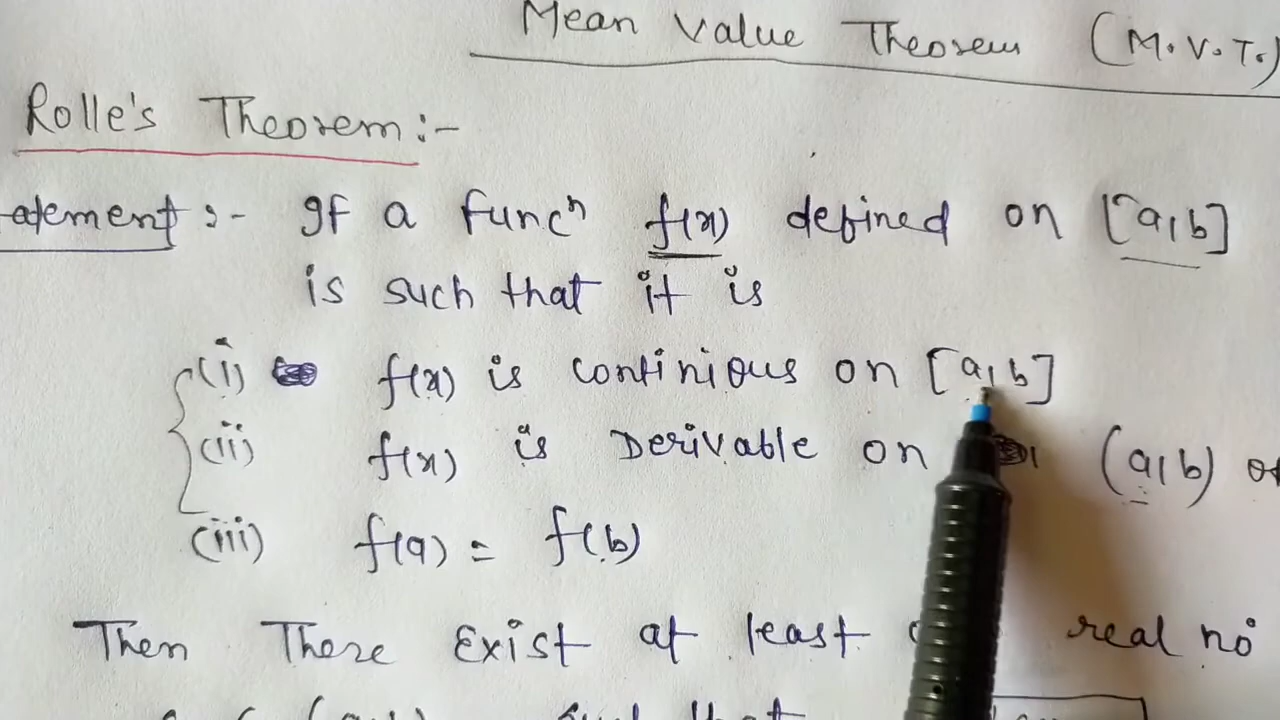 Mean Value Theorem (M.V.T.)
Rolle's Theorem:-
atement :- If a funcⁿ f(x) defined on [a,b]
is such that it is
(i) f(x) is continious on [a,b]
(ii) f(x) is Derivable on (a,b)
(iii) f(a) = f(b)
Then There Exist at least real no